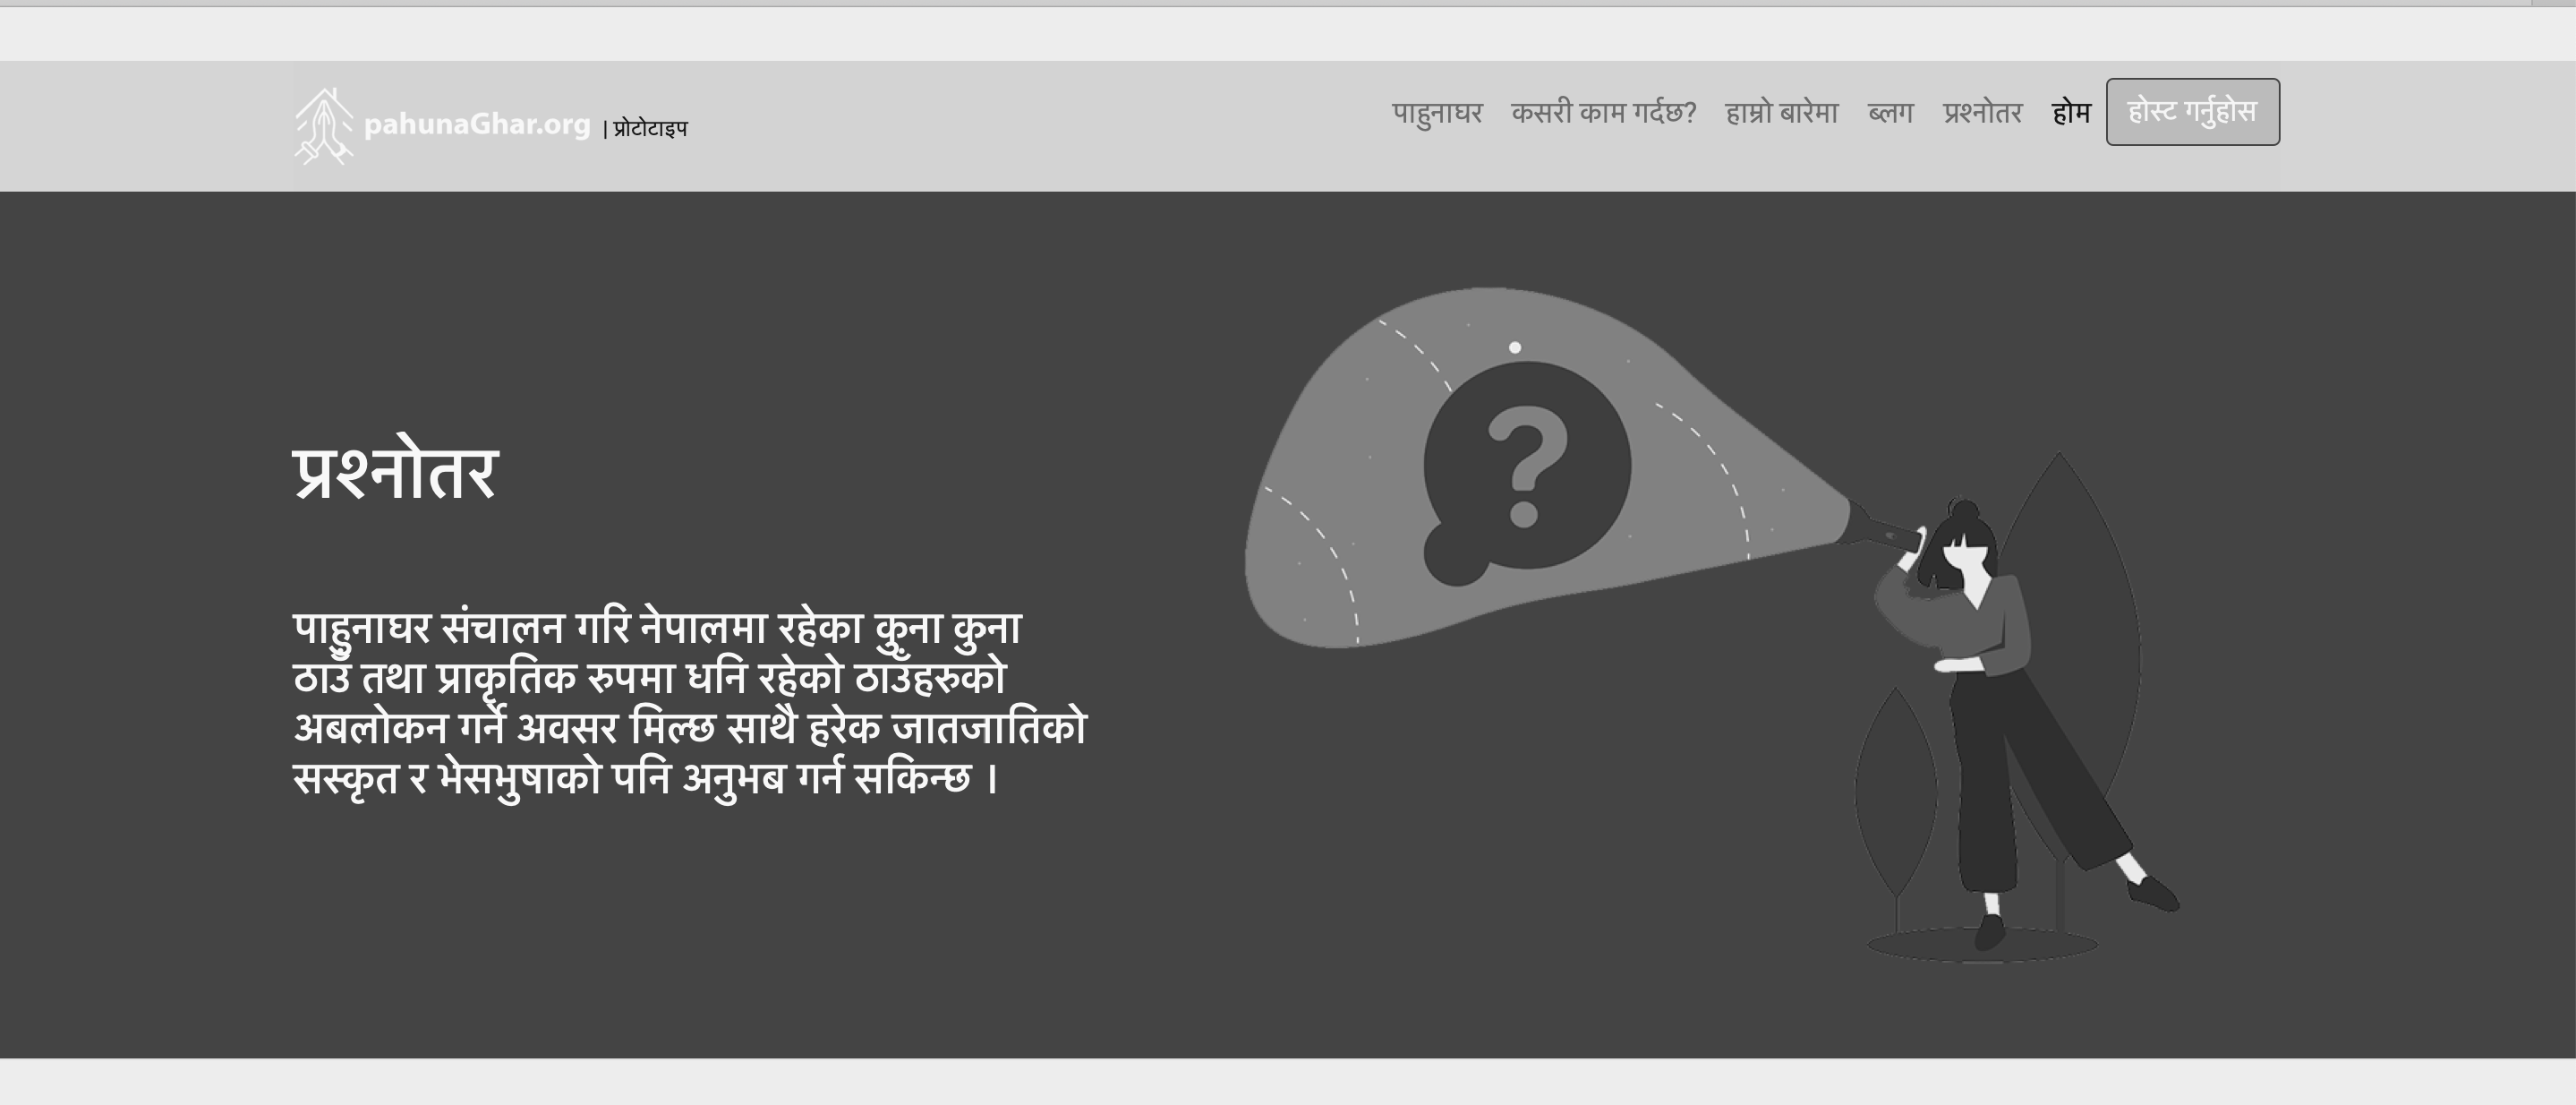 pahunaGhar.org | प्रोटोटाइप
पाहुनाघर कसरी काम गर्दछ? हाम्रो बारेमा ब्लग प्रश्नोतर होम होस्ट गर्नुहोस
प्रश्नोतर
पाहुनाघर संचालन गरि नेपालमा रहेका कुना कुना
ठाउँ तथा प्राकृतिक रुपमा धनि रहेको ठाउँहरुको
अबलोकन गर्ने अवसर मिल्छ साथै हरेक जातजातिको
सस्कृत र भेसभुषाको पनि अनुभब गर्न सकिन्छ ।
?